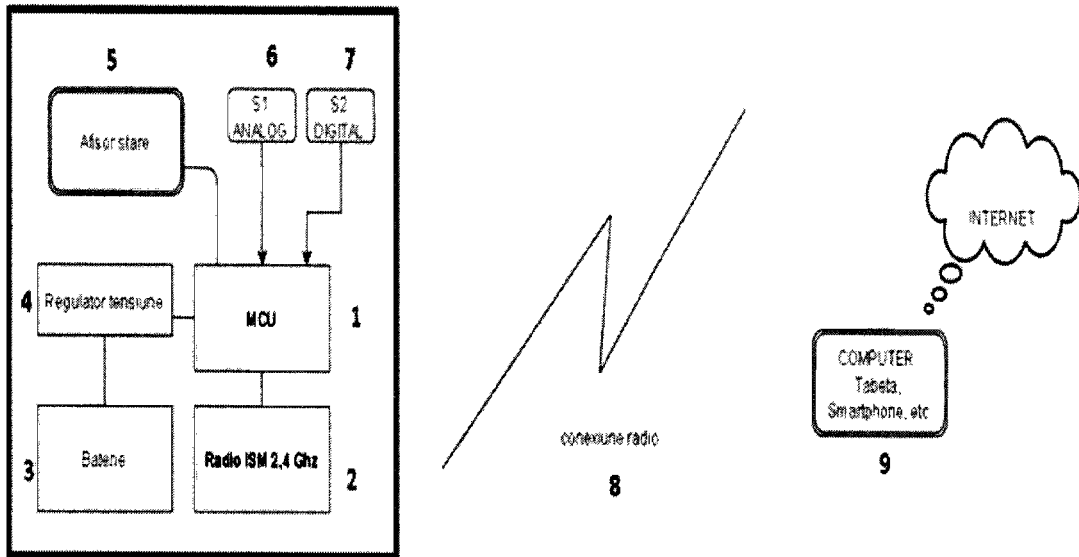 5
6
7
Afisor stare
S1
ANALOG
S2
DIGITAL
4
Regulator tensiune
MCU
1
3
Baterie
Radio ISM 2,4 Ghz
2
conexiune radio
8
INTERNET
COMPUTER
Tableta,
Smartphone, etc
9